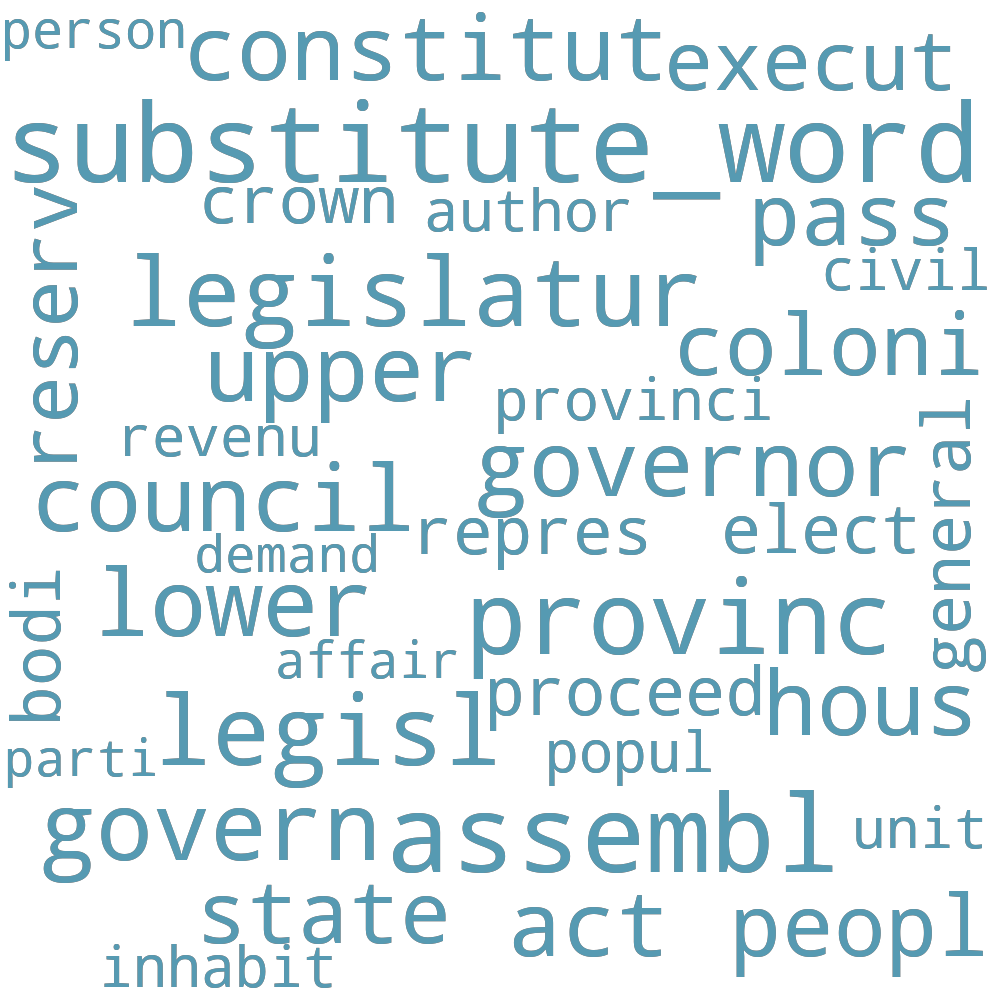 person
constitut
execut
substitute_word
crown
author
pass
reserv
civil
legislatur
coloni
upper
provinci
revenu
general
governor
council
repres
elect
demand
lower
bodi
provinc
affair
proceed
hous
legisl
parti
popul
govern
assembl
unit
state
act
peopl
inhabit